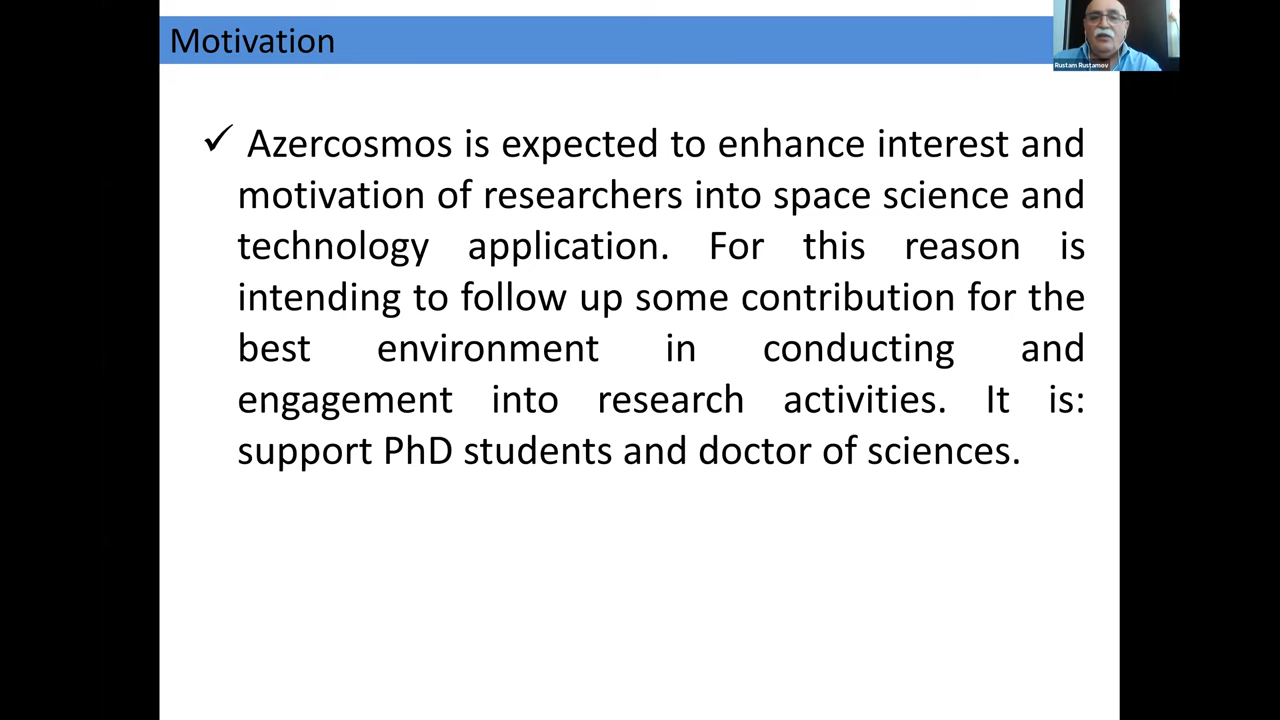 Motivation
Rustam Rustamov
✓ Azercosmos is expected to enhance interest and
motivation of researchers into space science and
technology application. For this reason is
intending to follow up some contribution for the
best environment in conducting and
engagement into research activities. It is:
support PhD students and doctor of sciences.